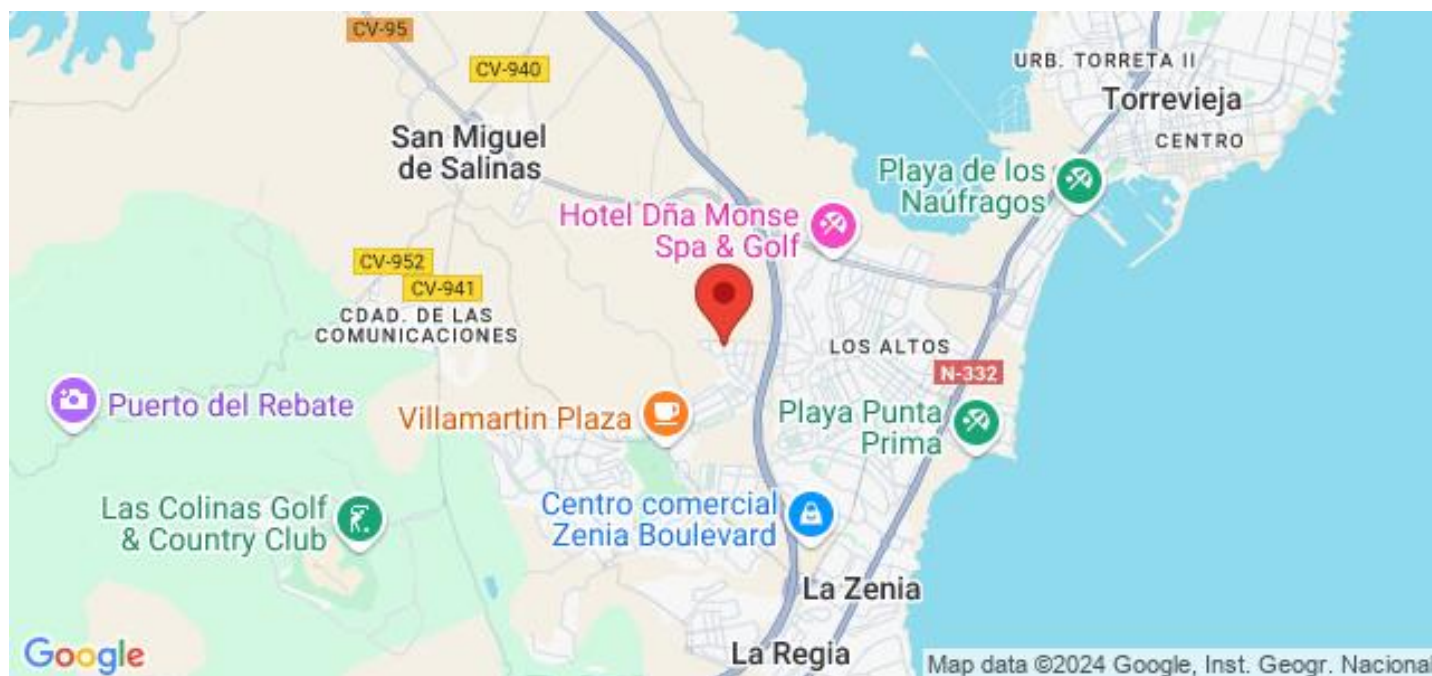 CV-95
URB. TORRETA II
CV-940
Torrevieja
San Miguel
de Salinas
CENTRO
Playa de los
Naúfragos
Hotel Dña Monse
Spa & Golf
CV-952
CV-941
CDAD. DE LAS
COMUNICACIONES
LOS ALTOS
N-332
Puerto del Rebate
Villamartin Plaza
Playa Punta
Prima
Las Colinas Golf
& Country Club
Centro comercial
Zenia Boulevard
La Zenia
La Regia
Google
Map data ©2024 Google, Inst. Geogr. Nacional